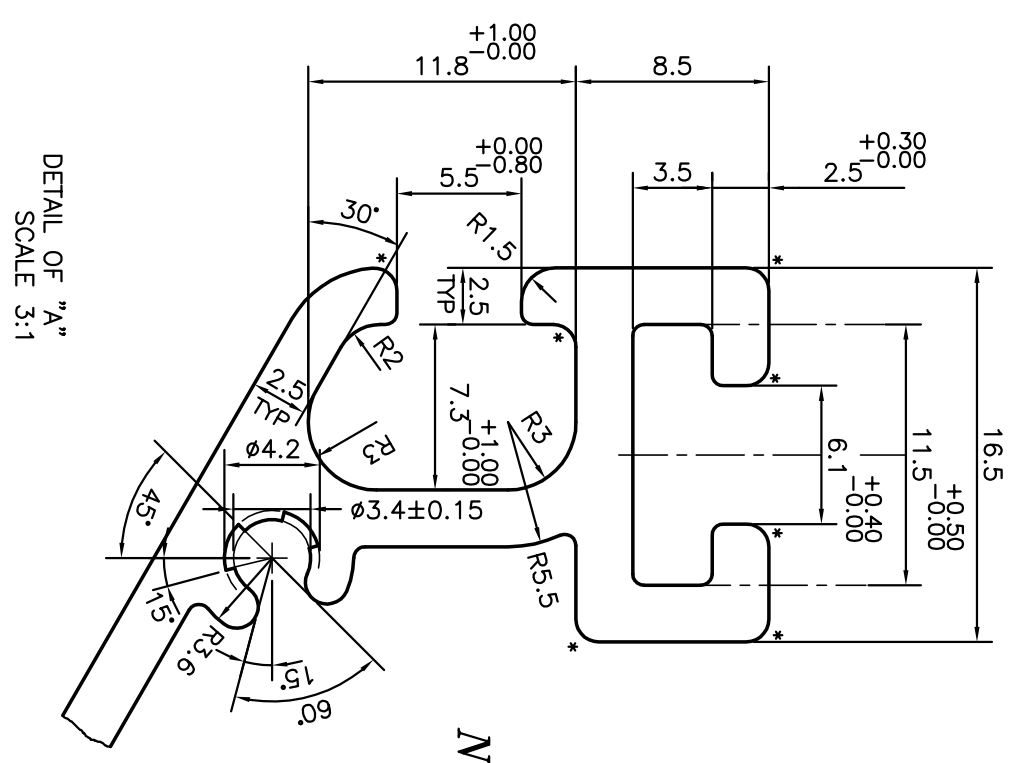 +1.00
-0.00
11.8
8.5
+0.00
-0.80
5.5
+0.30
-0.00
2.5
3.5
30°
R1.5
*
*
2.5
TYP
*
R2
*
DETAIL OF "A"
SCALE 3:1
2.5
TYP
7.3
+1.00
-0.00
R3
R3
6.1
+0.40
-0.00
11.5
+0.50
-0.00
16.5
ø4.2
ø3.4±0.15
45°
15°
R3.6
15°
60°
R5.5
*
*
*
N